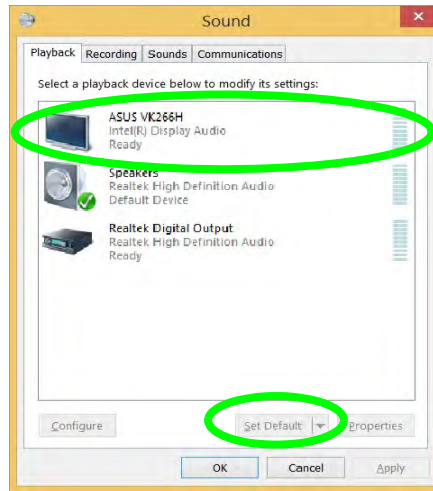 Sound
Playback Recording Sounds Communications
Select a playback device below to modify its settings:
ASUS VK266H
Intel(R) Display Audio
Ready
Speakers
Realtek High Definition Audio
Default Device
Realtek Digital Output
Realtek High Definition Audio
Ready
Configure Set Default Properties
OK Cancel Apply